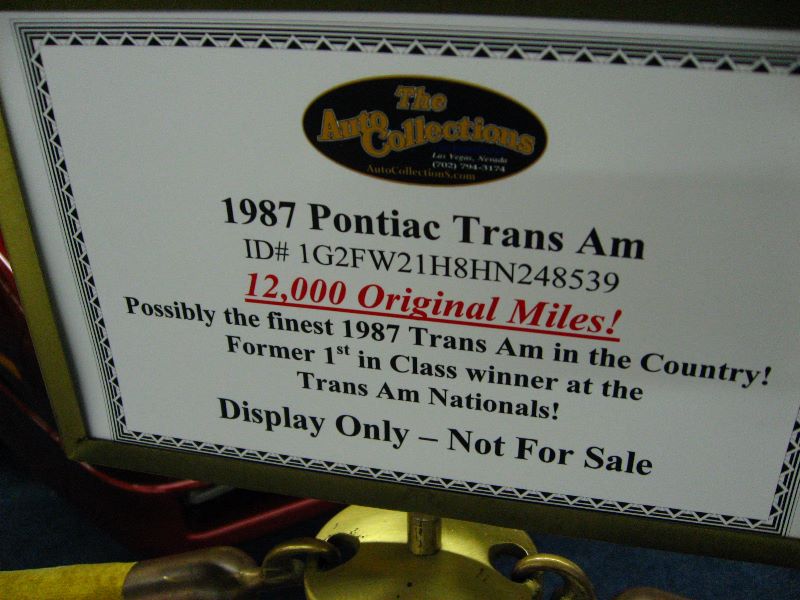 The
Auto Collections
Las Vegas, Nevada
(702) 794-3174
AutoCollectionS.com
1987 Pontiac Trans Am
ID# 1G2FW21H8HN248539
12,000 Original Miles!
Possibly the finest 1987 Trans Am in the Country!
Former 1st in Class winner at the
Trans Am Nationals!
Display Only – Not For Sale